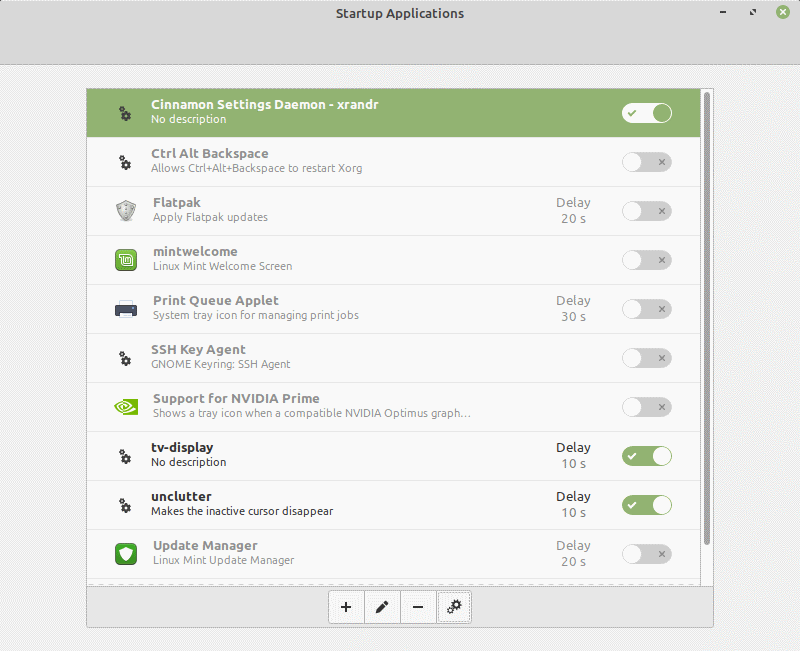 Startup Applications
Cinnamon Settings Daemon - xrandr
No description
Ctrl Alt Backspace
Allows Ctrl+Alt+Backspace to restart Xorg
Flatpak
Apply Flatpak updates
Delay
20 s
mintwelcome
Linux Mint Welcome Screen
Print Queue Applet
System tray icon for managing print jobs
Delay
30 s
SSH Key Agent
GNOME Keyring: SSH Agent
Support for NVIDIA Prime
Shows a tray icon when a compatible NVIDIA Optimus graph…
tv-display
No description
Delay
10 s
unclutter
Makes the inactive cursor disappear
Delay
10 s
Update Manager
Linux Mint Update Manager
Delay
20 s